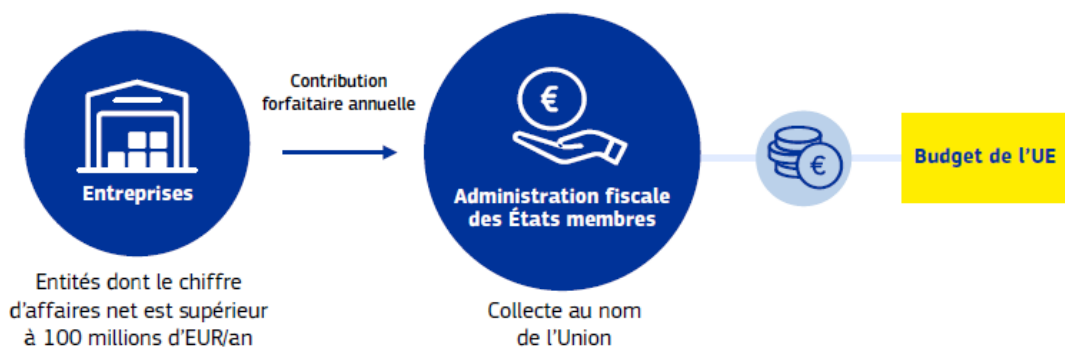 Entreprises
Entités dont le chiffre
d’affaires net est supérieur
à 100 millions d’EUR/an
Contribution
forfaitaire annuelle
€
Administration fiscale
des États membres
Collecte au nom
de l’Union
€
Budget de l’UE